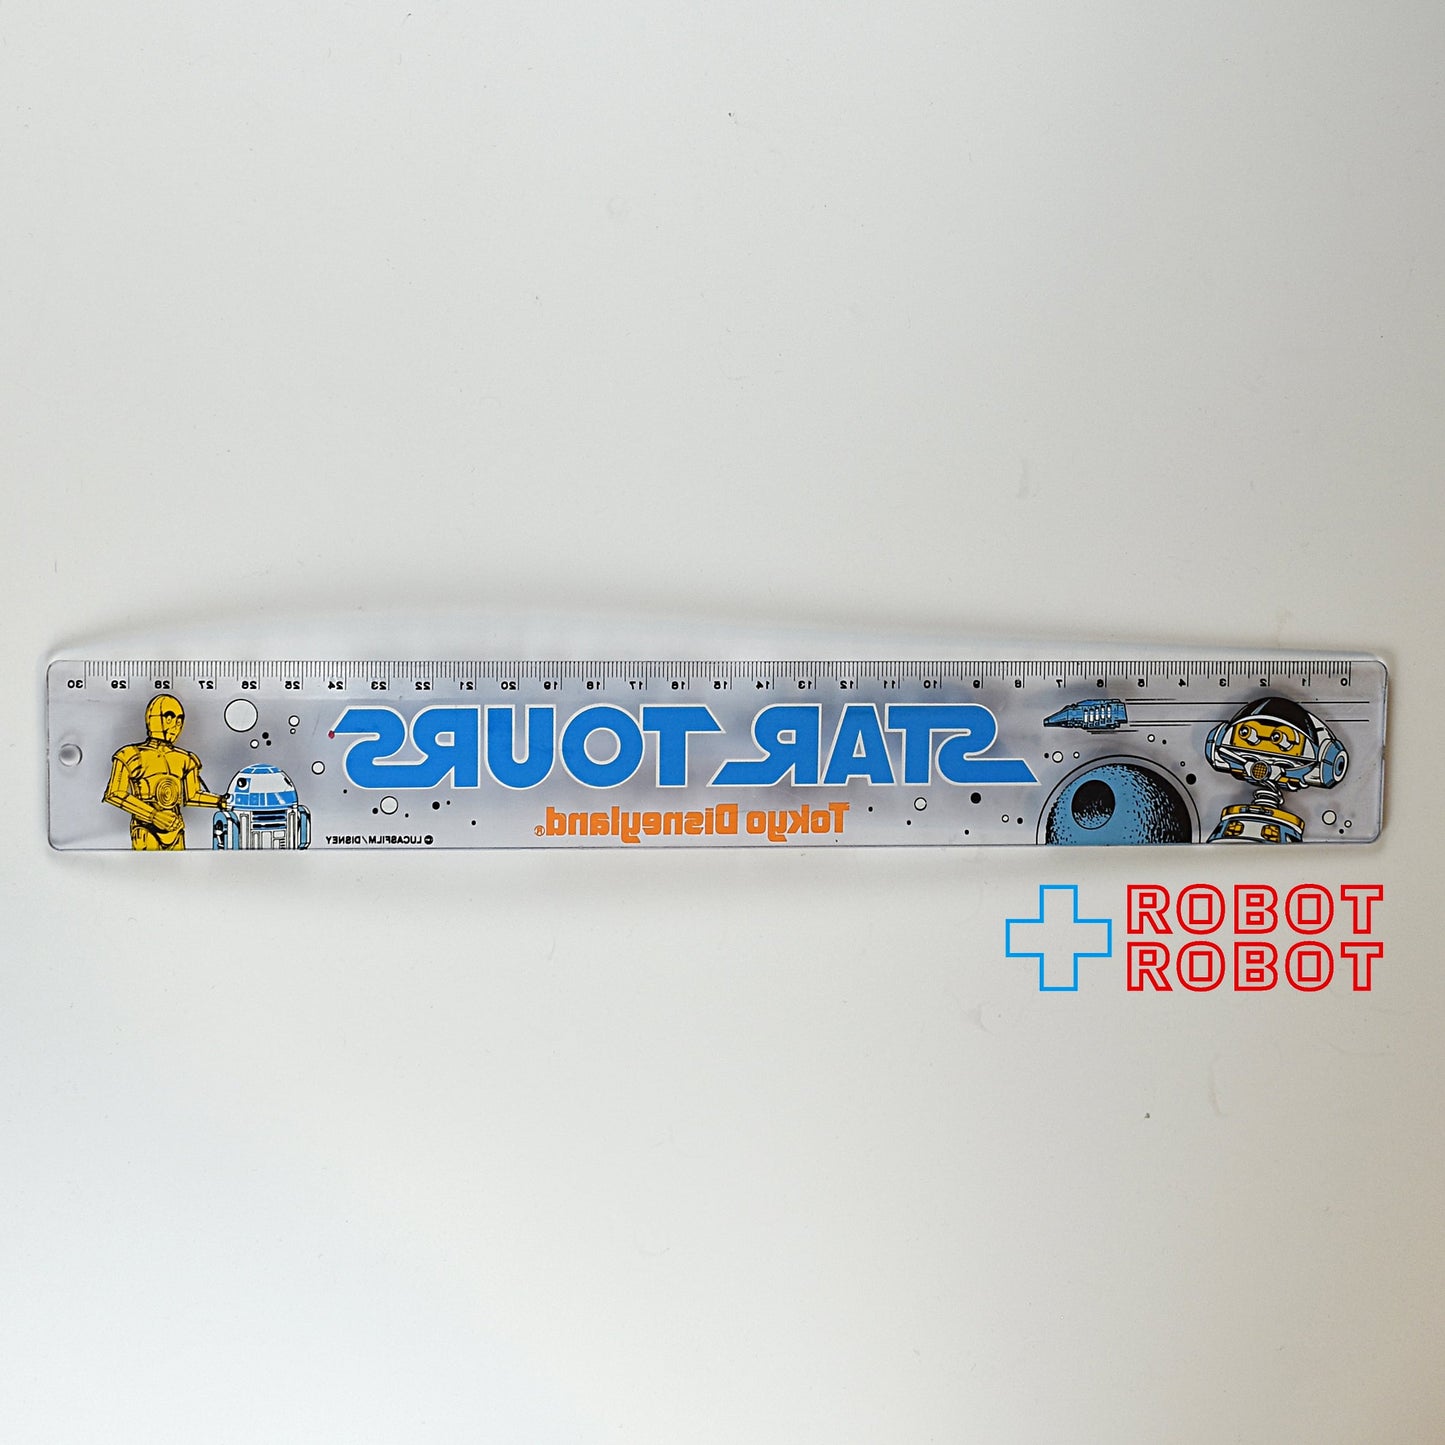 30 29 28 27 26 25 24 23 22 21 20 19 18 17 16 15 14 13 12 11 10 9 8 7 6 5 4 3 2 1 0
STAR TOURS
Tokyo Disneyland®
© LUCASFILM/DISNEY
ROBOT
ROBOT